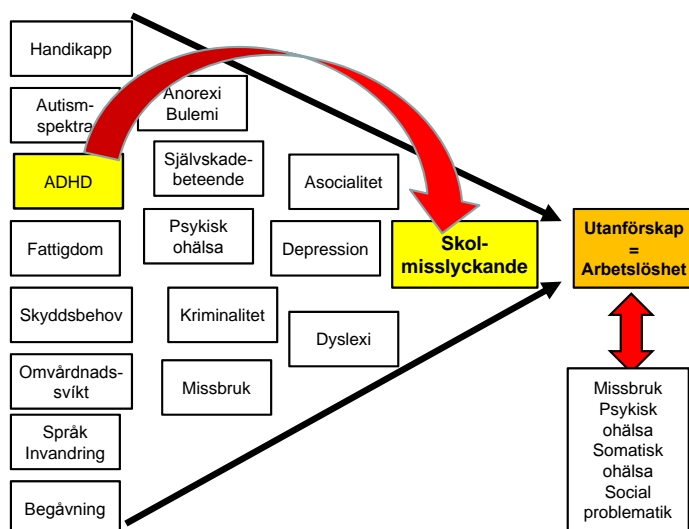 Handikapp
Autism-
spektra
ADHD
Fattigdom
Skyddsbehov
Omvårdnads-
svíkt
Språk
Invandring
Begåvning
Anorexi
Bulemi
Självskade-
beteende
Psykisk
ohälsa
Kriminalitet
Missbruk
Asocialitet
Depression
Dyslexi
Skol-
misslyckande
Utanförskap
=
Arbetslöshet
Missbruk
Psykisk
ohälsa
Somatisk
ohälsa
Social
problematik